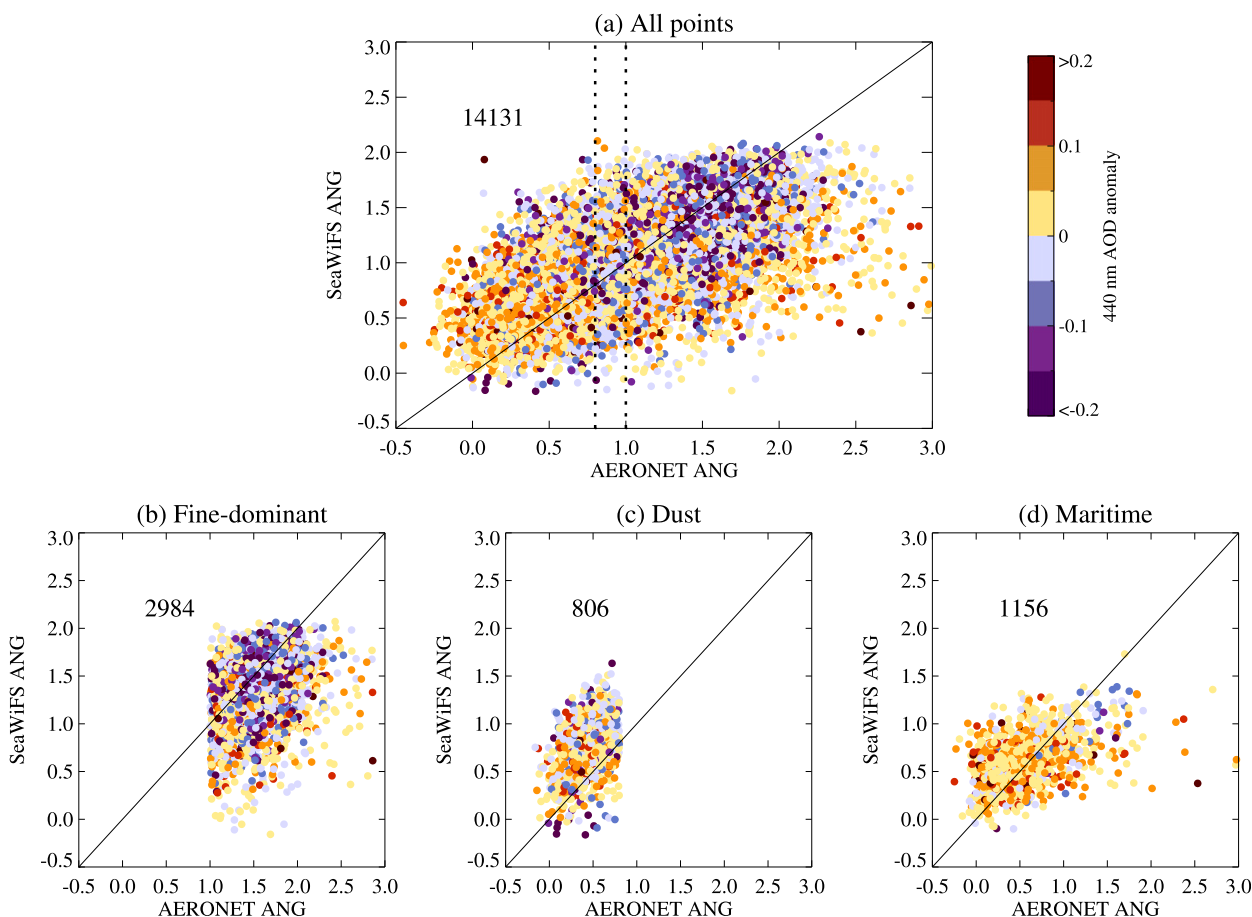 (a) All points
3.0
2.5
2.0
1.5
1.0
0.5
0.0
-0.5
SeaWiFS ANG
14131
-0.5 0.0 0.5 1.0 1.5 2.0 2.5 3.0
AERONET ANG
>0.2
0.1
0
-0.1
<-0.2
440 nm AOD anomaly
(b) Fine-dominant
3.0
2.5
2.0
1.5
1.0
0.5
0.0
-0.5
SeaWiFS ANG
2984
-0.5 0.0 0.5 1.0 1.5 2.0 2.5 3.0
AERONET ANG
(c) Dust
3.0
2.5
2.0
1.5
1.0
0.5
0.0
-0.5
SeaWiFS ANG
806
-0.5 0.0 0.5 1.0 1.5 2.0 2.5 3.0
AERONET ANG
(d) Maritime
3.0
2.5
2.0
1.5
1.0
0.5
0.0
-0.5
SeaWiFS ANG
1156
-0.5 0.0 0.5 1.0 1.5 2.0 2.5 3.0
AERONET ANG